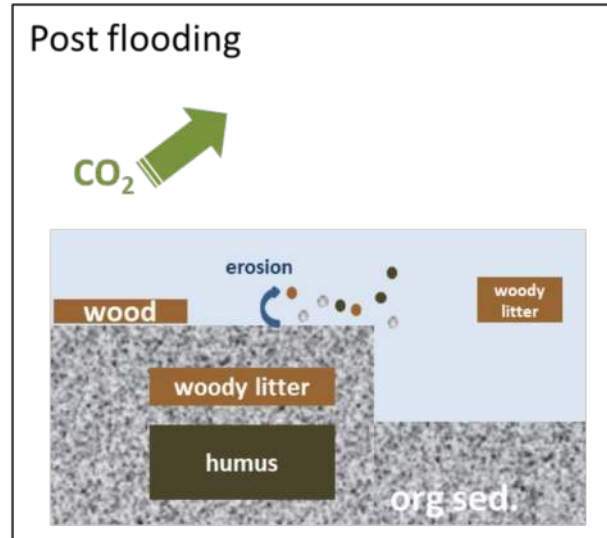 Post flooding
CO₂
erosion
wood
woody
litter
woody litter
humus
org sed.